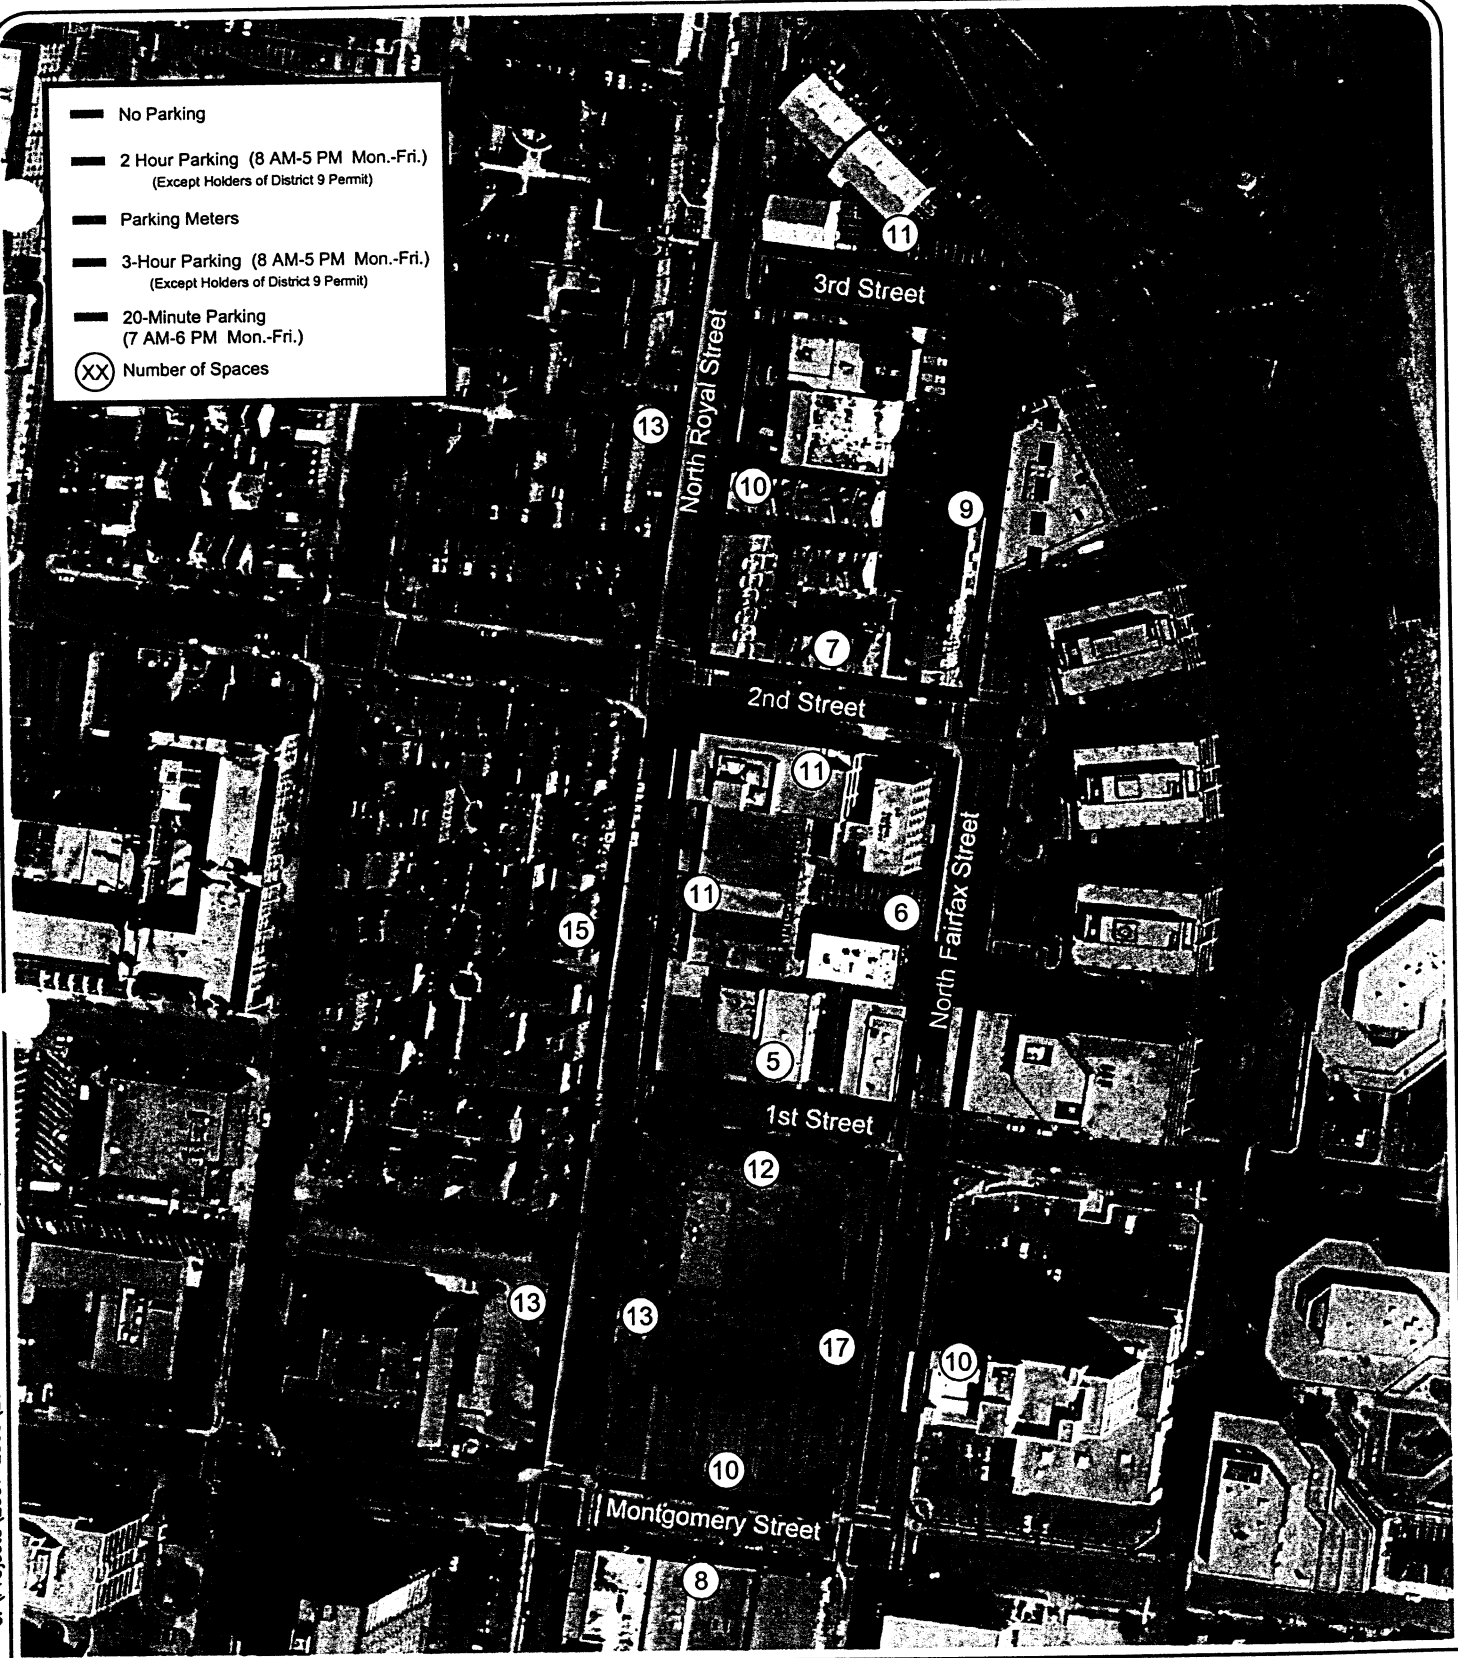 No Parking
2 Hour Parking (8 AM-5 PM Mon.-Fri.)
(Except Holders of District 9 Permit)
Parking Meters
3-Hour Parking (8 AM-5 PM Mon.-Fri.)
(Except Holders of District 9 Permit)
20-Minute Parking
(7 AM-6 PM Mon.-Fri.)
XX Number of Spaces
11
3rd Street
North Royal Street
13
10
9
7
2nd Street
11
North Fairfax Street
11
6
15
5
1st Street
12
13
13
17
10
10
Montgomery Street
8